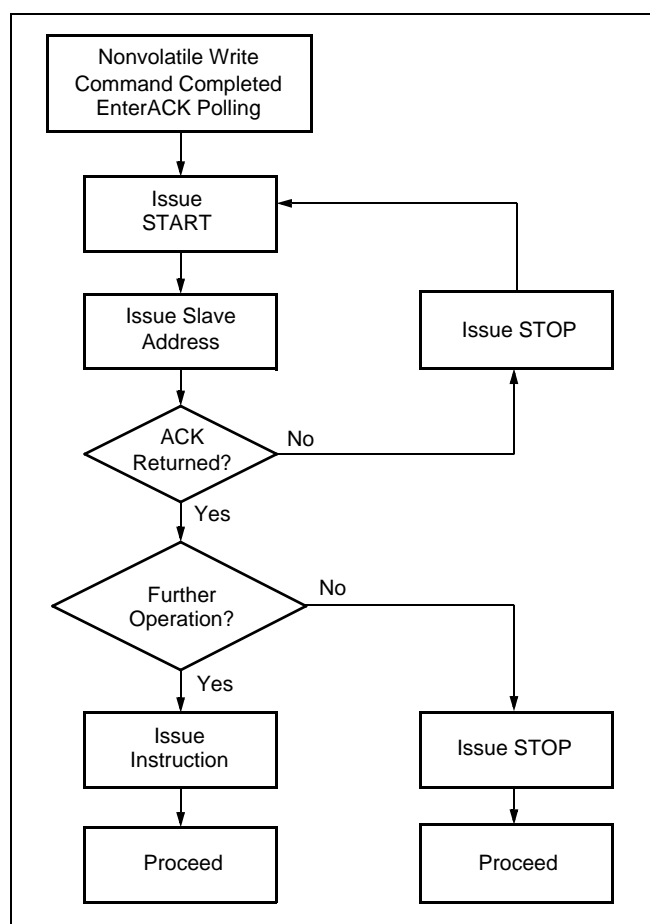 Nonvolatile Write
Command Completed
EnterACK Polling
Issue
START
Issue Slave
Address
Issue STOP
ACK
Returned?
No
Yes
Further
Operation?
No
Yes
Issue
Instruction
Issue STOP
Proceed
Proceed